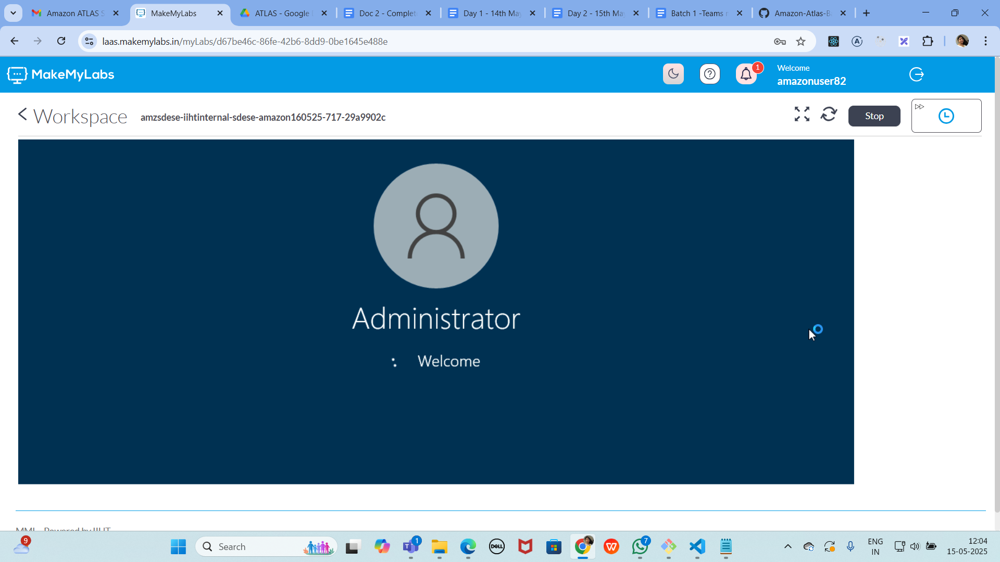 Amazon ATLAS S
MakeMyLabs
ATLAS - Google
Doc 2 - Complet
Day 1 - 14th May
Day 2 - 15th May
Batch 1 -Teams
Amazon-Atlas-Ba
laas.makemylabs.in/myLabs/d67be46c-86fe-42b6-8dd9-0be1645e488e
MakeMyLabs
1
Welcome
amazonuser82
Workspace
amzsdese-iihtinternal-sdese-amazon160525-717-29a9902c
Stop
Administrator
Welcome
MML - Powered by IIHT
9
Search
1
DELL
7
ENG
IN
12:04
15-05-2025